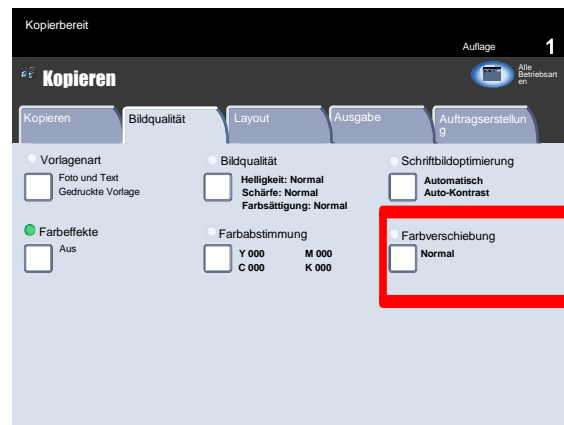 Kopierbereit
Auflage 1
Kopieren
Alle
Betriebsart
en
Kopieren
Bildqualität
Layout
Ausgabe
Auftragserstellun
g
Vorlagenart
Foto und Text
Gedruckte Vorlage
Bildqualität
Helligkeit: Normal
Schärfe: Normal
Farbsättigung: Normal
Schriftbildoptimierung
Automatisch
Auto-Kontrast
Farbeffekte
Aus
Farbabstimmung
Y 000 M 000
C 000 K 000
Farbverschiebung
Normal